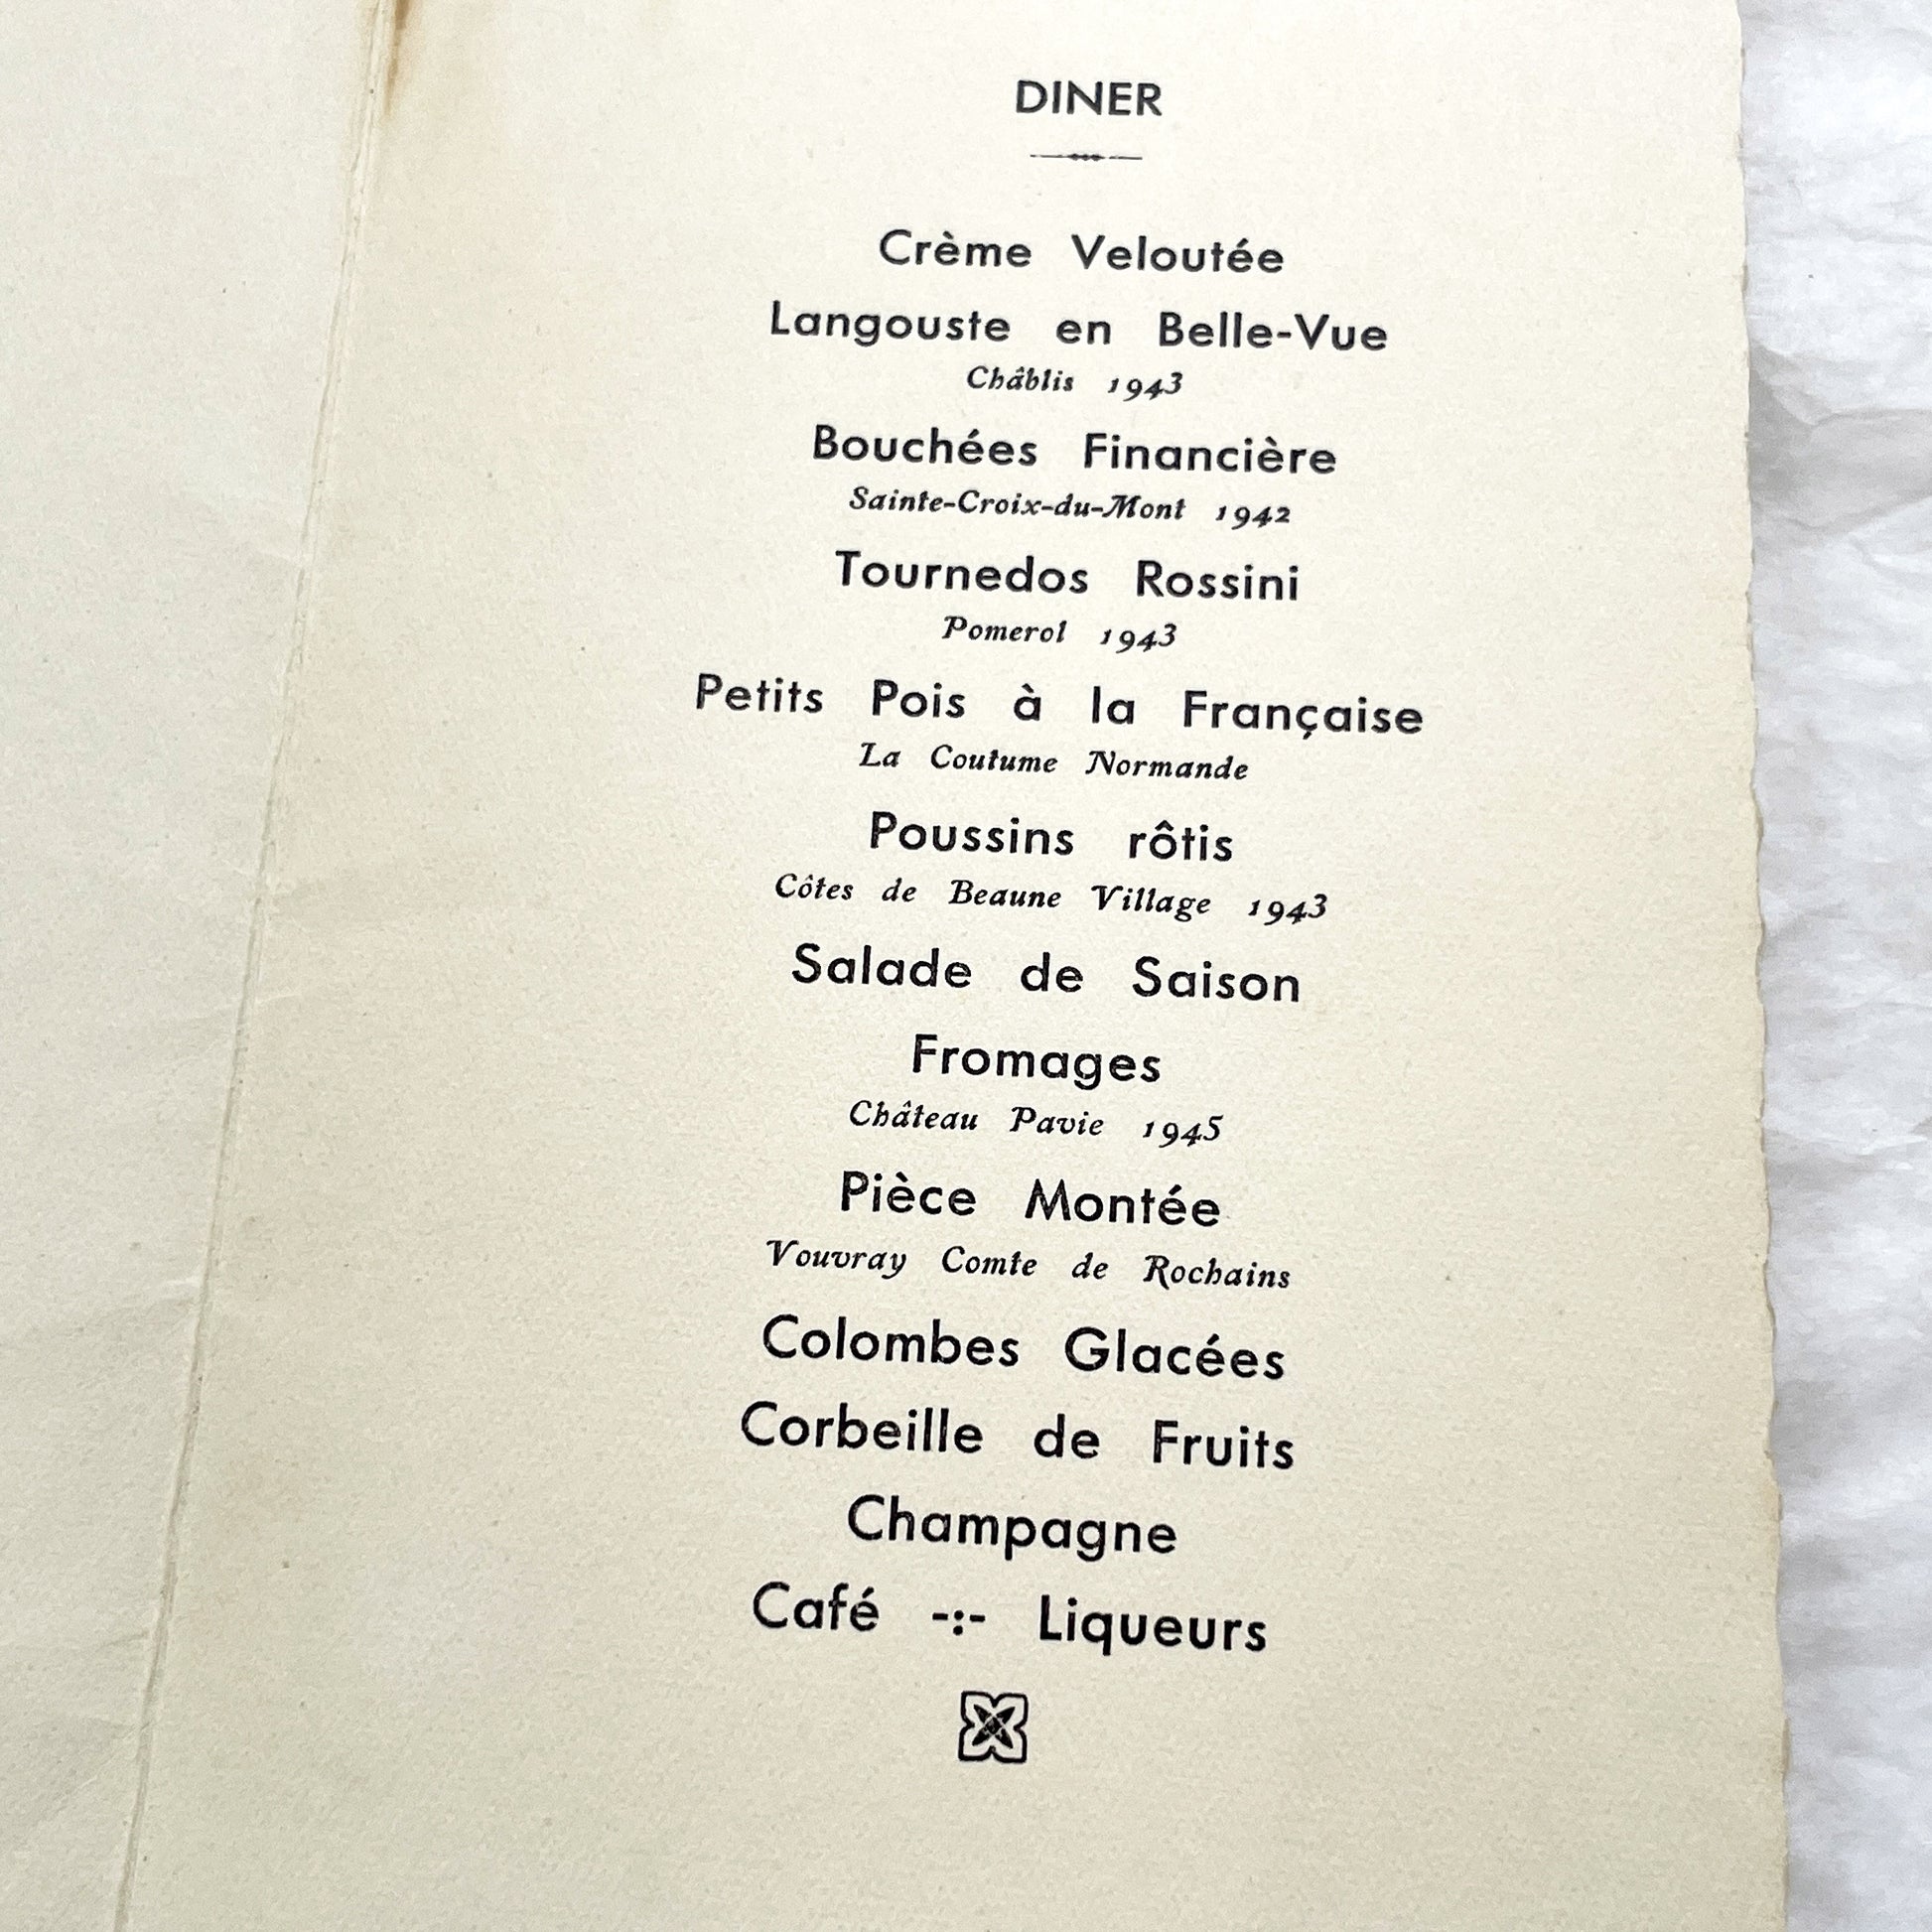 DINER
Crème Veloutée
Langouste en Belle-Vue
Châblis 1943
Bouchées Financière
Sainte-Croix-du-Mont 1942
Tournedos Rossini
Pomerol 1943
Petits Pois à la Française
La Coutume Normande
Poussins rôtis
Côtes de Beaune Village 1943
Salade de Saison
Fromages
Château Pavie 1945
Pièce Montée
Vouvray Comte de Rochains
Colombes Glacées
Corbeille de Fruits
Champagne
Café -:- Liqueurs